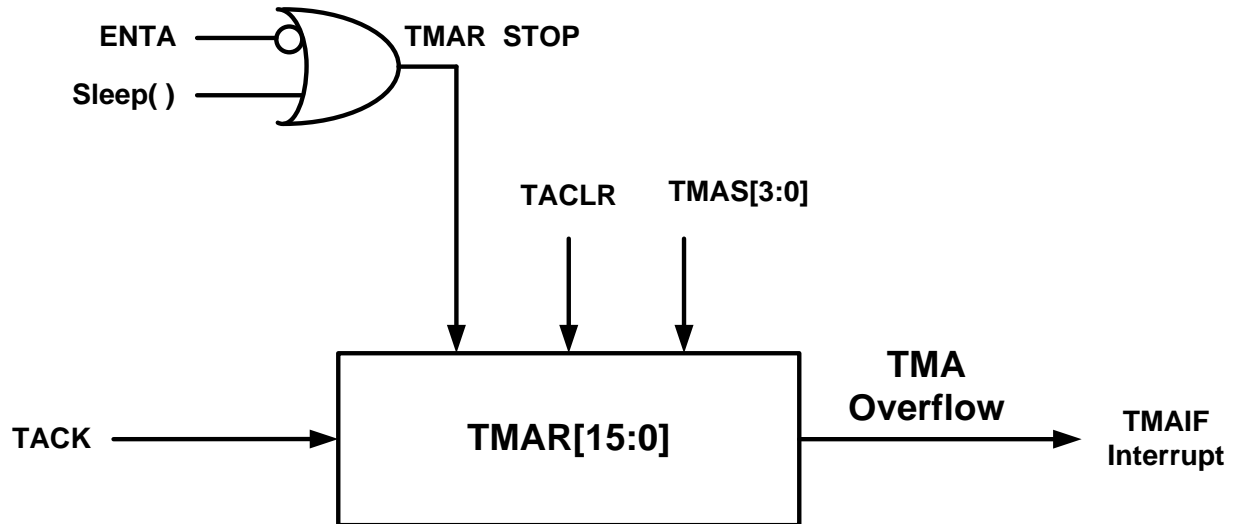 ENTA
TMAR STOP
Sleep( )
TACLR
TMAS[3:0]
TMA
Overflow
TACK
TMAR[15:0]
TMAIF
Interrupt